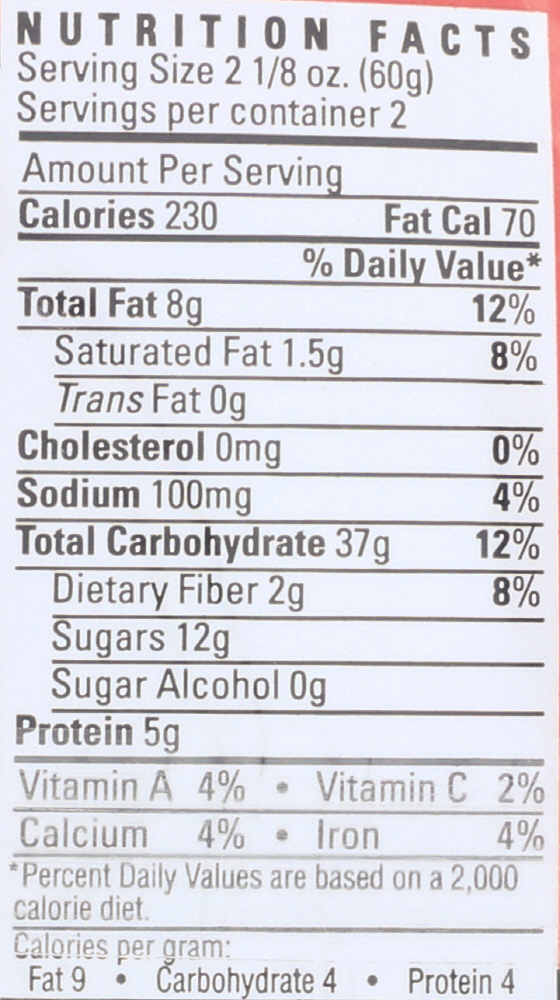 NUTRITION FACTS
Serving Size 2 1/8 oz. (60g)
Servings per container 2
Amount Per Serving
Calories 230 Fat Cal 70
% Daily Value*
Total Fat 8g 12%
Saturated Fat 1.5g 8%
Trans Fat 0g
Cholesterol 0mg 0%
Sodium 100mg 4%
Total Carbohydrate 37g 12%
Dietary Fiber 2g 8%
Sugars 12g
Sugar Alcohol 0g
Protein 5g
Vitamin A 4% • Vitamin C 2%
Calcium 4% • Iron 4%
*Percent Daily Values are based on a 2,000
calorie diet.
Calories per gram:
Fat 9 • Carbohydrate 4 • Protein 4